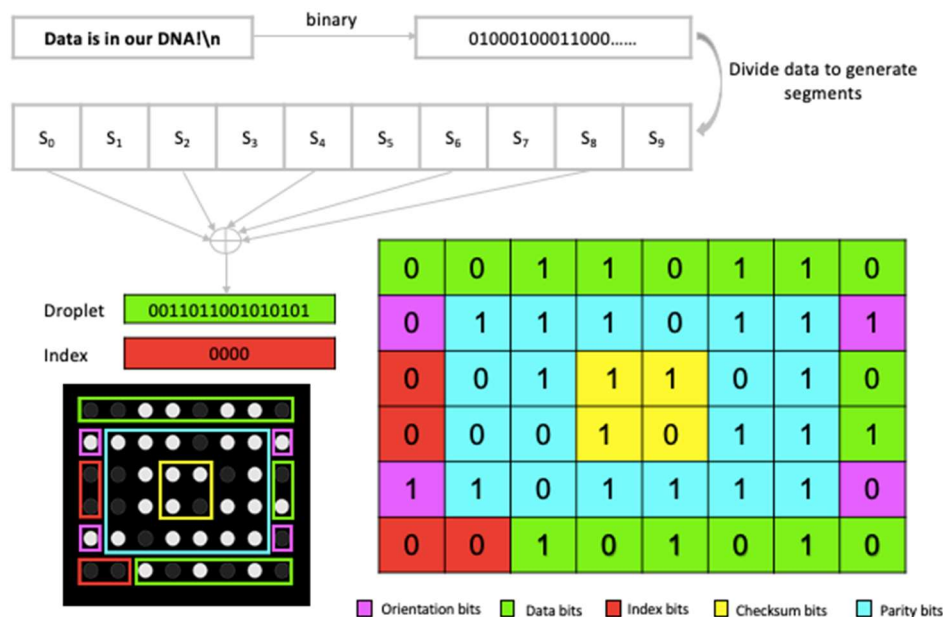 Data is in our DNA!\n
binary
01000100011000......
Divide data to generate
segments
S0 S1 S2 S3 S4 S5 S6 S7 S8 S9
Droplet
0011011001010101
Index
0000
0 0 1 1 0 1 1 0
0 1 1 1 0 1 1 1
0 0 1 1 1 0 1 0
0 0 0 1 0 1 1 1
1 1 0 1 1 1 1 0
0 0 1 0 1 0 1 0
Orientation bits
Data bits
Index bits
Checksum bits
Parity bits